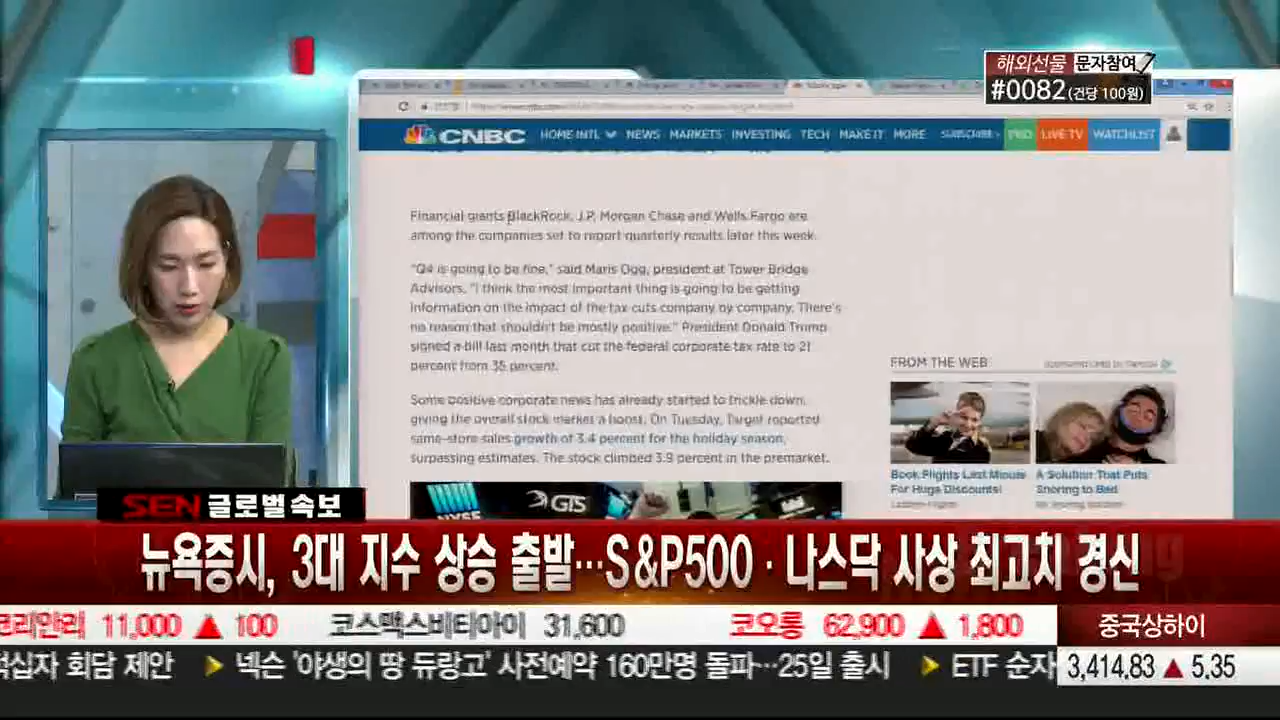 해외선물 문자참여
#0082 (건당 100원)
CNBC HOME INTL NEWS MARKETS INVESTING TECH MAKE IT MORE SUBSCRIBE PRO LIVE TV WATCHLIST
Financial giants BlackRock, J.P. Morgan Chase and Wells Fargo are
among the companies set to report quarterly results later this week.
"Q4 is going to be fine," said Maris Ogg, president at Tower Bridge
Advisors. "I think the most important thing is going to be getting
information on the impact of the tax cuts company by company. There's
no reason that shouldn't be mostly positive." President Donald Trump
signed a bill last month that cut the federal corporate tax rate to 21
percent from 35 percent.
Some positive corporate news has already started to trickle down,
giving the overall stock market a boost. On Tuesday, Target reported
same-store sales growth of 3.4 percent for the holiday season,
surpassing estimates. The stock climbed 3.9 percent in the premarket.
FROM THE WEB
Book Flights Last Minute
For Huge Discounts!
A Solution That Puts
Snoring to Bed
NYSE
GTS
SEN 글로벌속보
뉴욕증시, 3대 지수 상승 출발…S&P500·나스닥 사상 최고치 경신
코리안리 11,000 ▲ 100 코스맥스비티아이 31,600 코오롱 62,900 ▲ 1,800
중국상하이
적십자 회담 제안 ▶ 넥슨 '야생의 땅 듀랑고' 사전예약 160만명 돌파…25일 출시 ▶ ETF 순자
3,414.83 ▲ 5.35